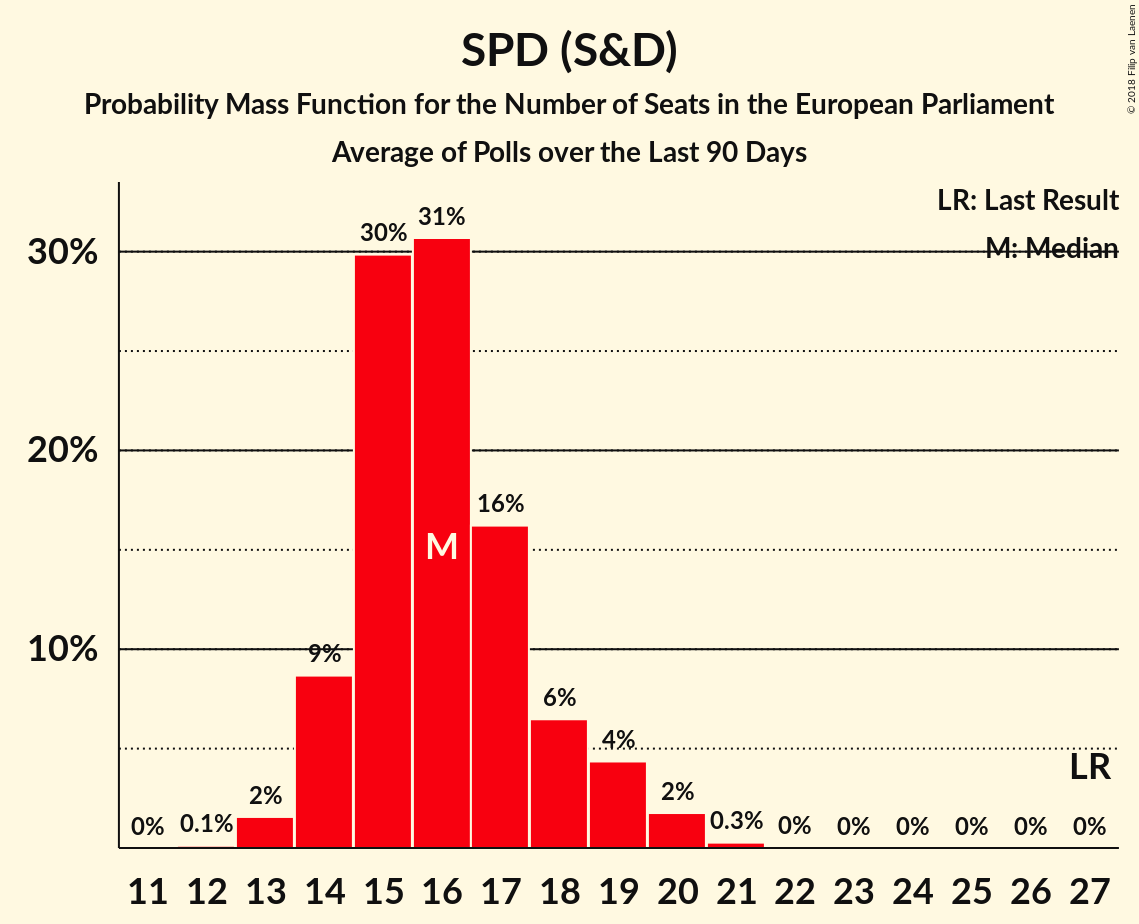 SPD (S&D)
Probability Mass Function for the Number of Seats in the European Parliament
Average of Polls over the Last 90 Days
© 2018 Filip van Laenen
LR: Last Result
M: Median
30%
20%
10%
0% 0.1% 2% 9% 30% 31% 16% 6% 4% 2% 0.3% 0% 0% 0% 0% 0% 0%
M
LR
11 12 13 14 15 16 17 18 19 20 21 22 23 24 25 26 27